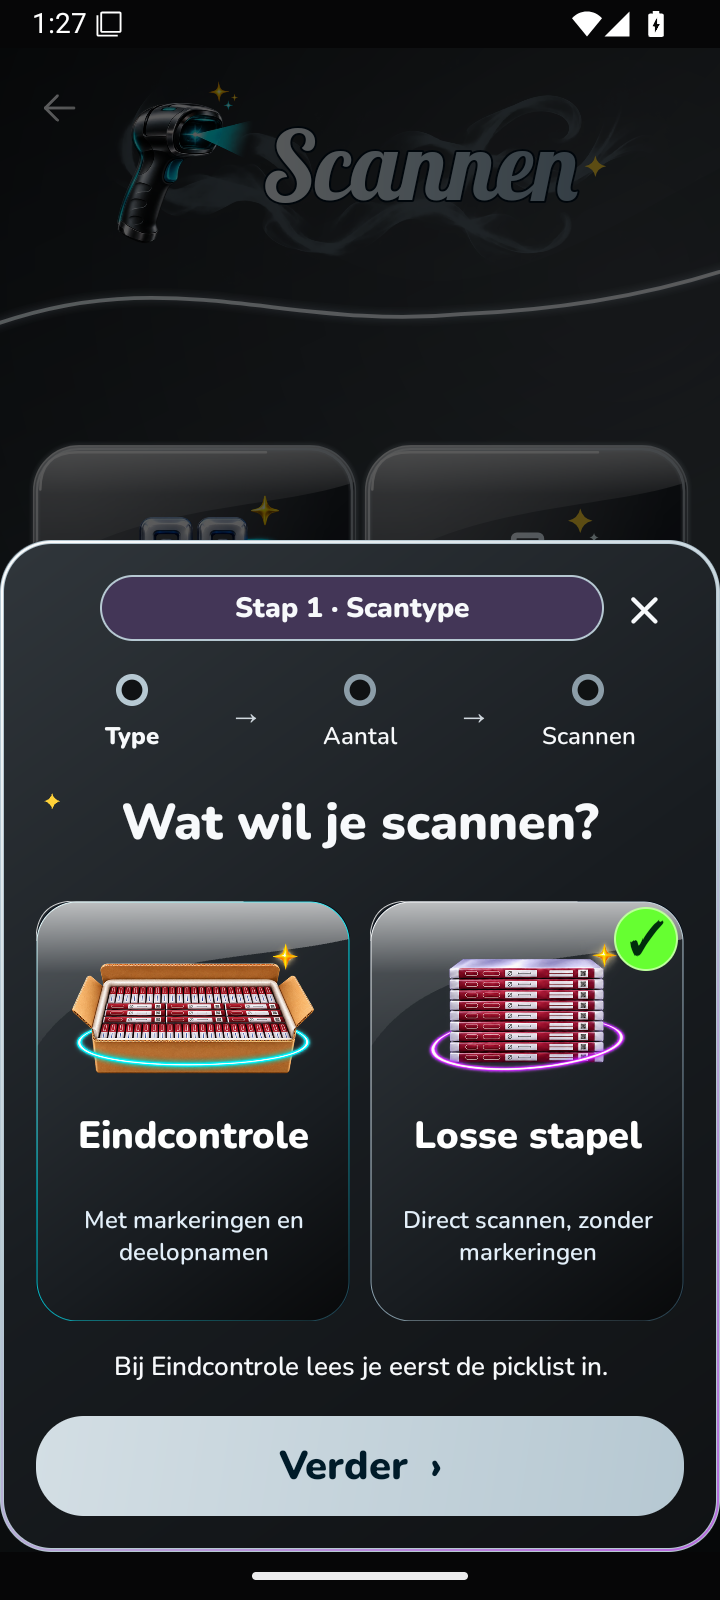 1:27
Scannen
Stap 1 · Scantype
Type → Aantal → Scannen
Wat wil je scannen?
Eindcontrole
Met markeringen en
deelopnamen
Losse stapel
Direct scannen, zonder
markeringen
Bij Eindcontrole lees je eerst de picklist in.
Verder ›